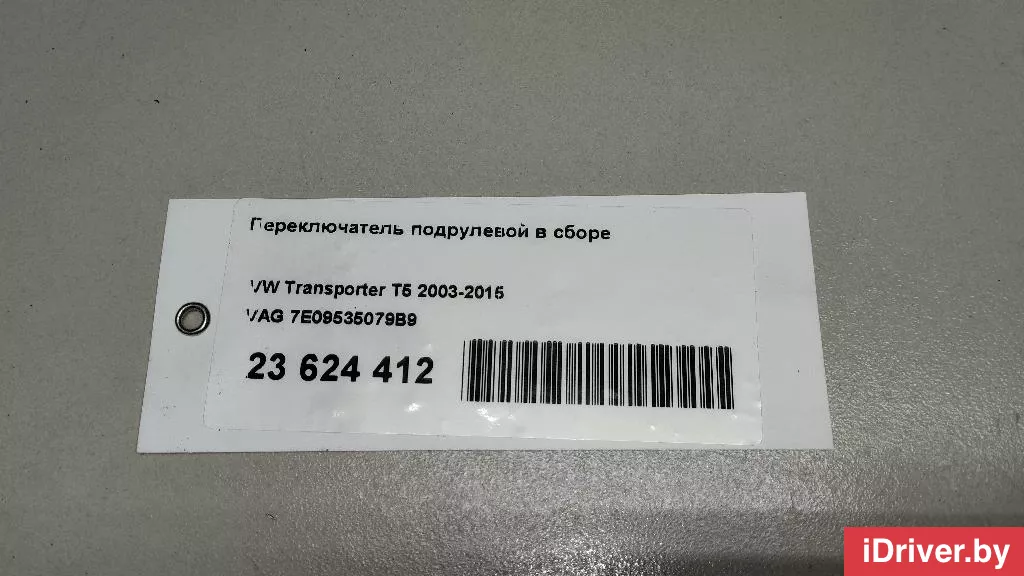 Переключатель подрулевой в сборе
VW Transporter T5 2003-2015
VAG 7E09535079B9
23 624 412
iDriver.by